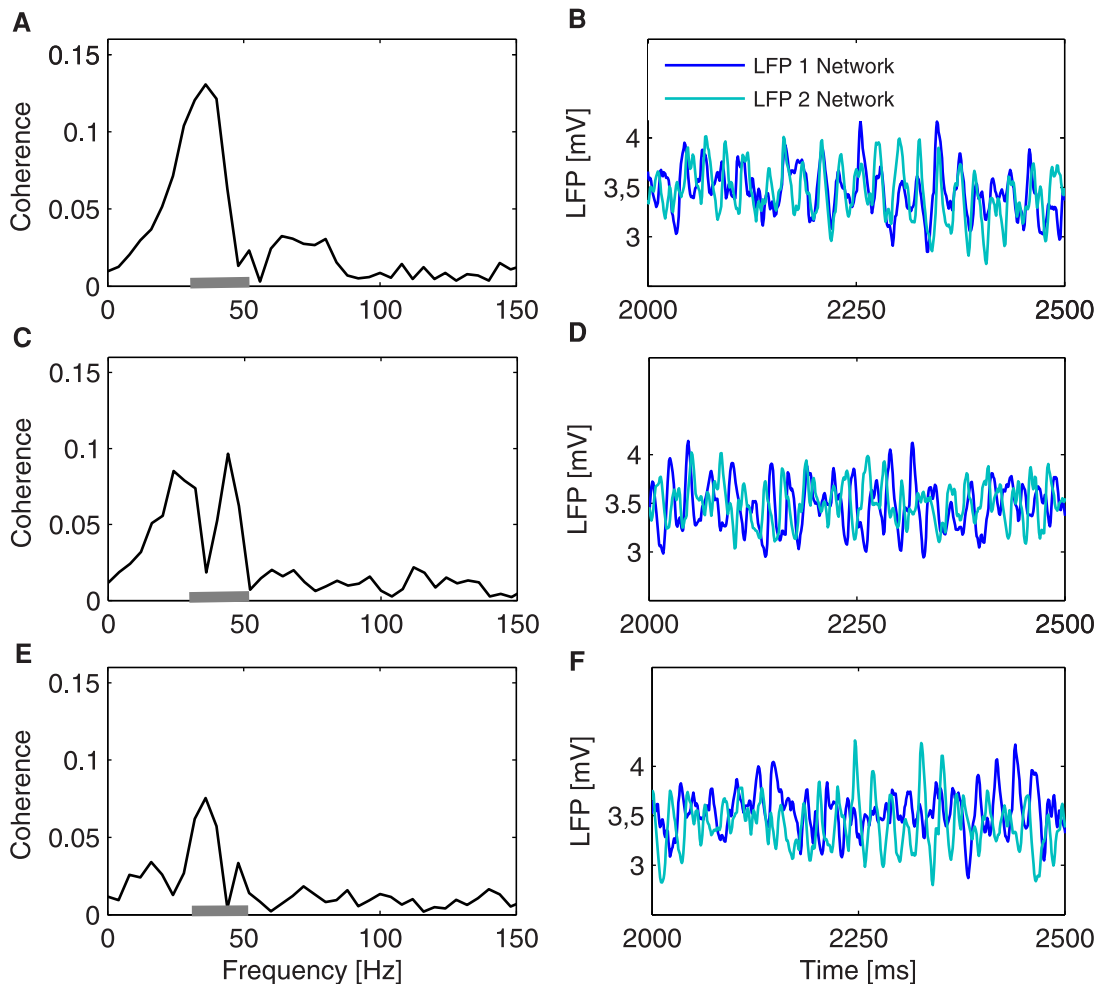 A
0.15
0.1
0.05
0
Coherence
0 50 100 150
B
LFP 1 Network
LFP 2 Network
4
3,5
3
LFP [mV]
2000 2250 2500
C
0.15
0.1
0.05
0
Coherence
0 50 100 150
D
4
3.5
3
LFP [mV]
2000 2250 2500
E
0.15
0.1
0.05
0
Coherence
0 50 100 150
Frequency [Hz]
F
4
3,5
3
LFP [mV]
2000 2250 2500
Time [ms]